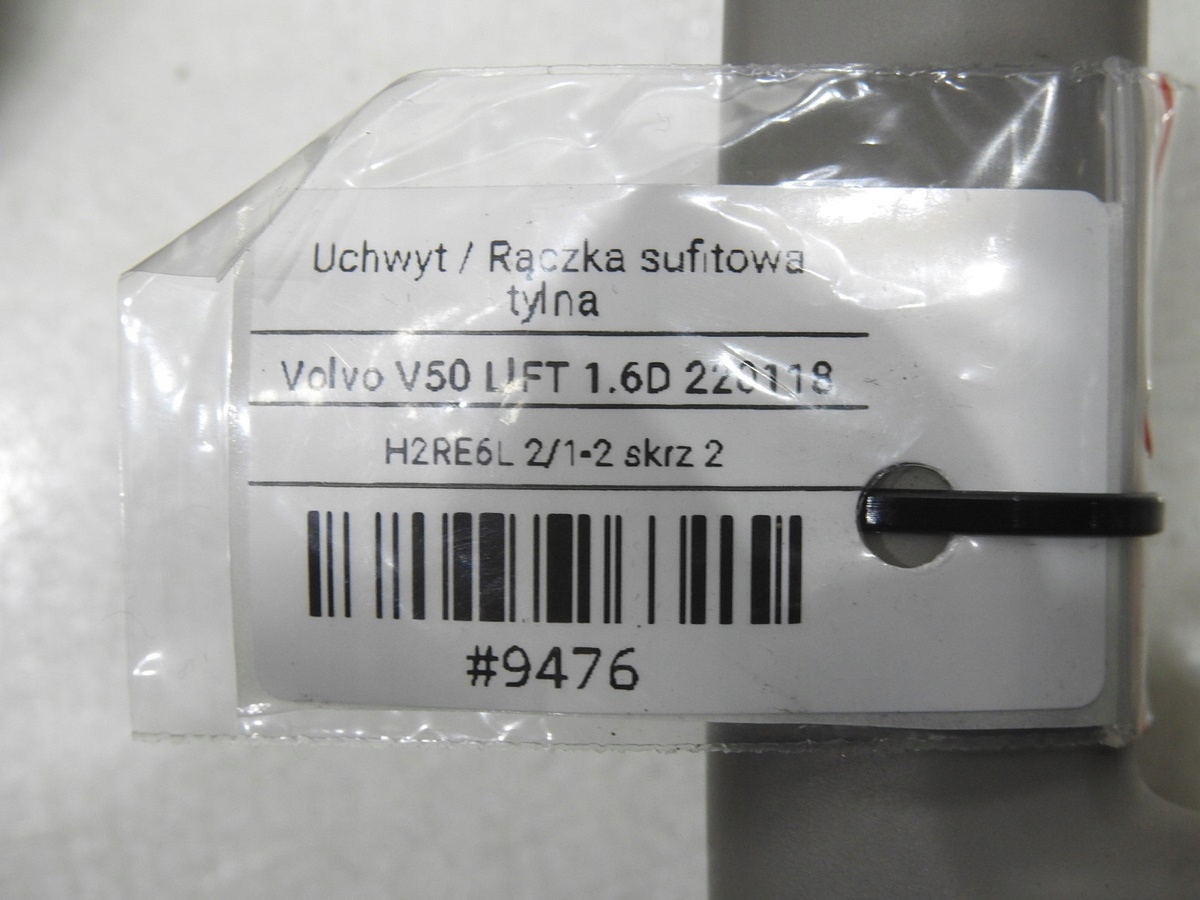 Uchwyt / Rączka sufitowa
tylna
Volvo V50 LIFT 1.6D 220118
H2RE6L 2/1-2 skrz 2
#9476